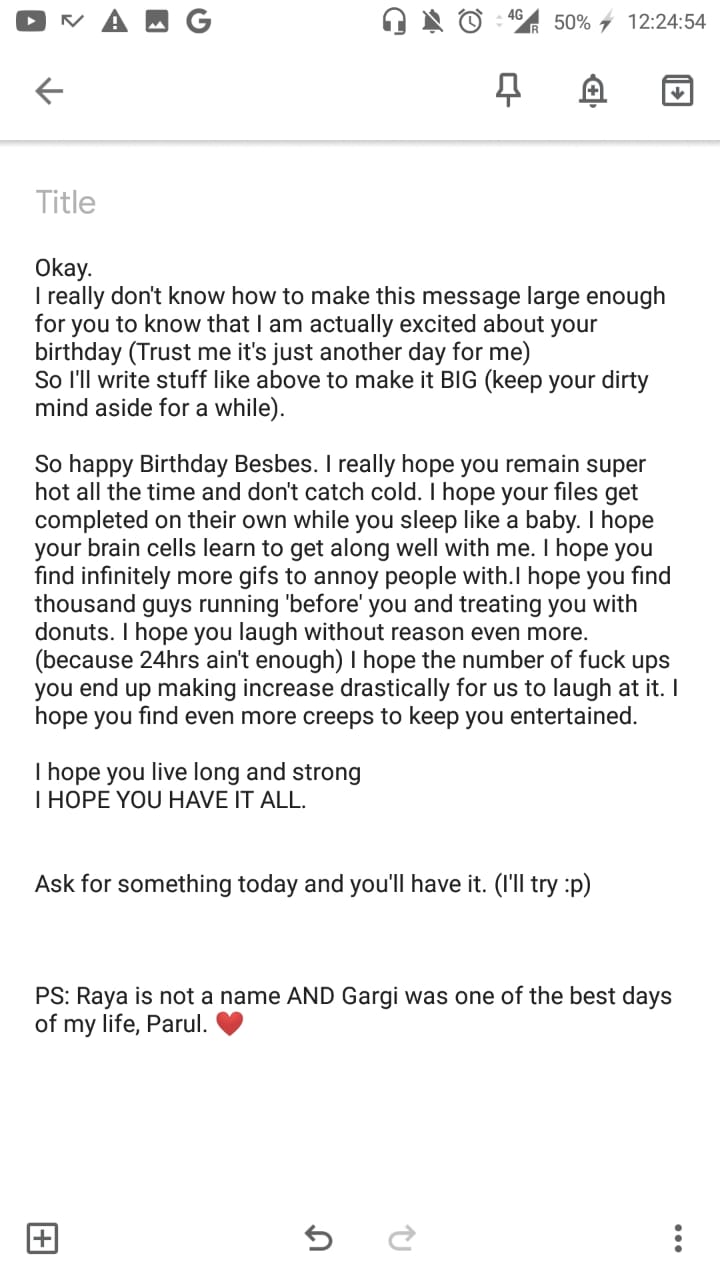 4G R 50% 12:24:54
Title
Okay.
I really don't know how to make this message large enough
for you to know that I am actually excited about your
birthday (Trust me it's just another day for me)
So I'll write stuff like above to make it BIG (keep your dirty
mind aside for a while).
So happy Birthday Besbes. I really hope you remain super
hot all the time and don't catch cold. I hope your files get
completed on their own while you sleep like a baby. I hope
your brain cells learn to get along well with me. I hope you
find infinitely more gifs to annoy people with.I hope you find
thousand guys running 'before' you and treating you with
donuts. I hope you laugh without reason even more.
(because 24hrs ain't enough) I hope the number of fuck ups
you end up making increase drastically for us to laugh at it. I
hope you find even more creeps to keep you entertained.
I hope you live long and strong
I HOPE YOU HAVE IT ALL.
Ask for something today and you'll have it. (I'll try :p)
PS: Raya is not a name AND Gargi was one of the best days
of my life, Parul. ❤️